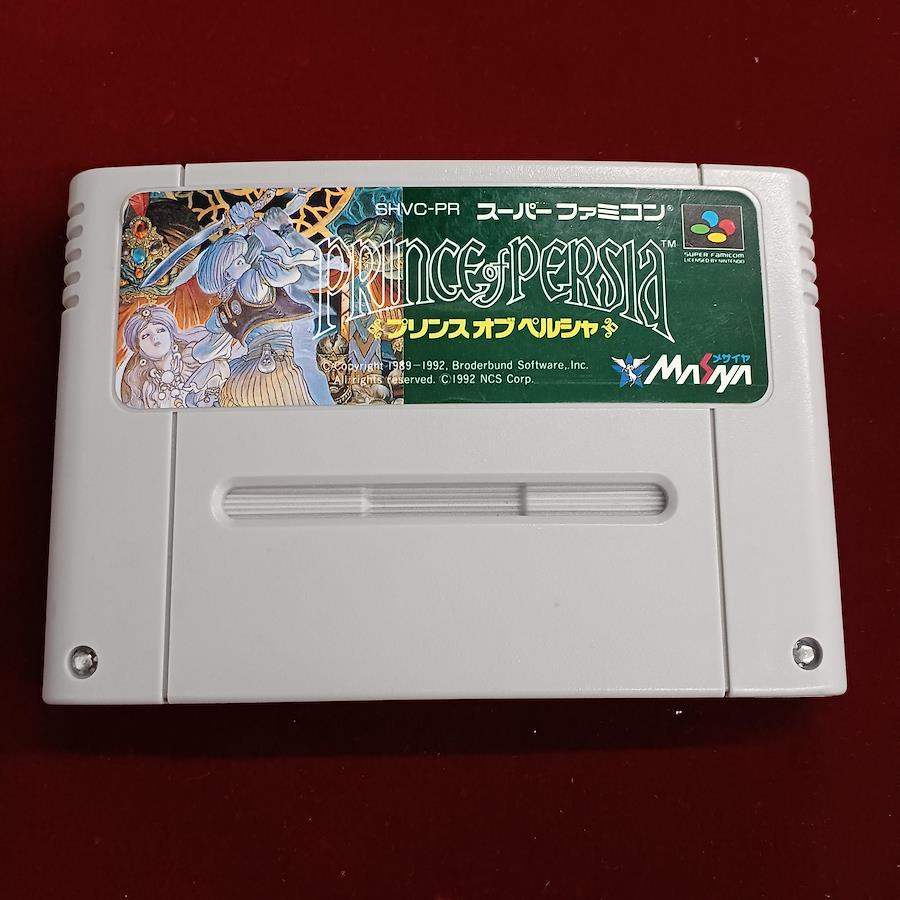 SHVC-PR スーパーファミコン®
SUPER FAMICOM
LICENSED BY NINTENDO
PRINCE of PERSIA™
プリンス オブ ペルシャ
©Copyright 1989-1992, Broderbund Software, Inc.
All rights reserved. ©1992 NCS Corp.
メサイヤ
MASAYA